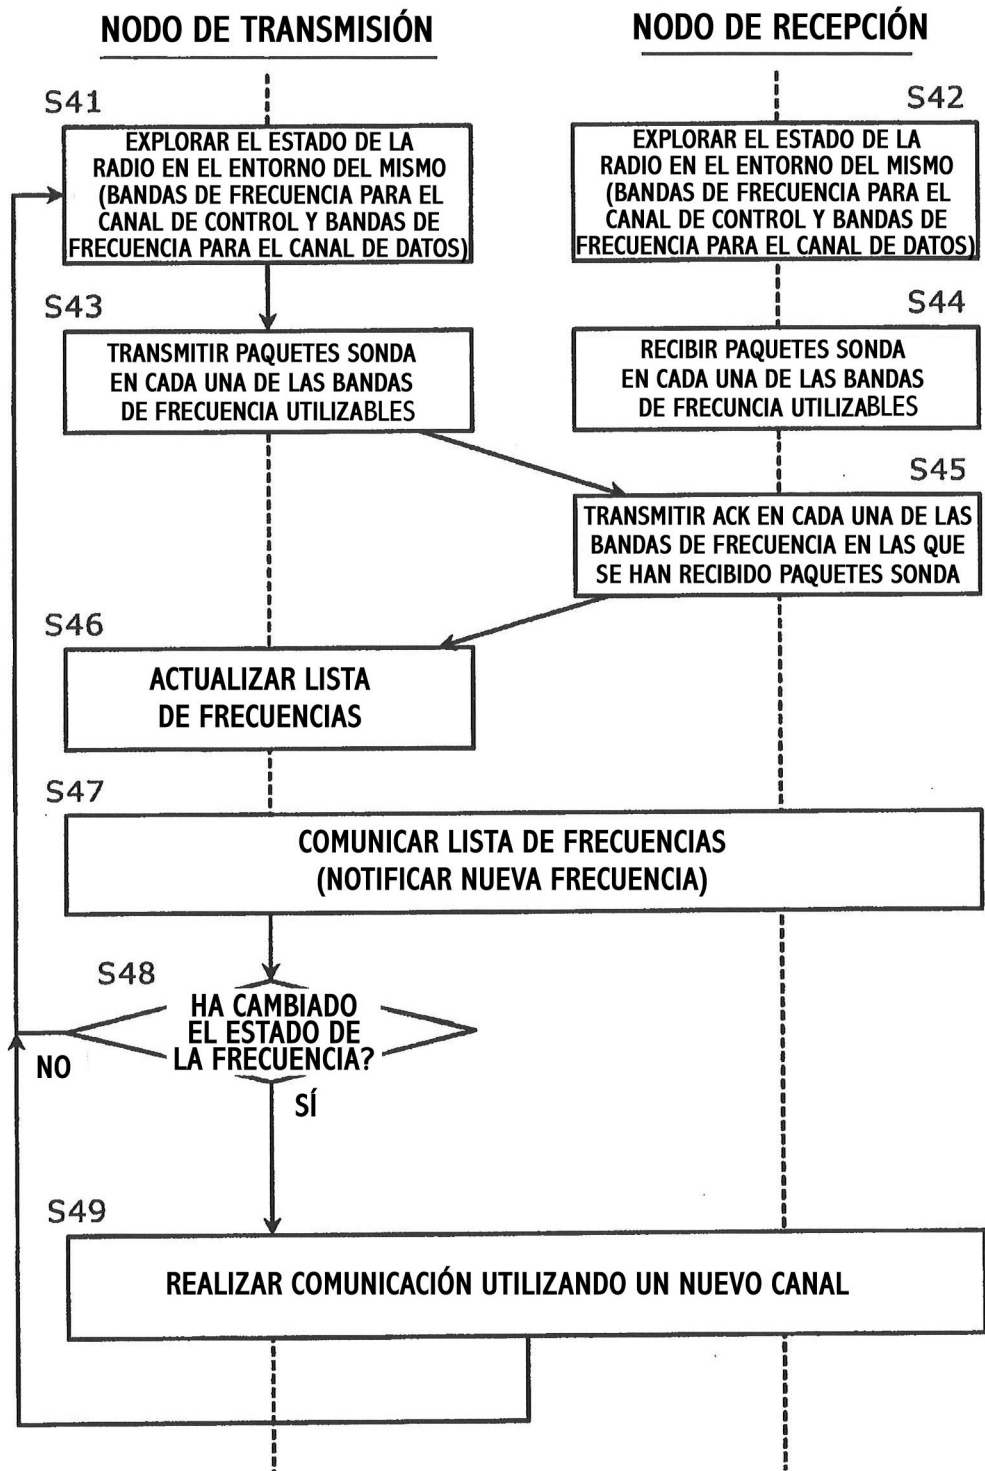 NODO DE TRANSMISIÓN
NODO DE RECEPCIÓN
S41
EXPLORAR EL ESTADO DE LA
RADIO EN EL ENTORNO DEL MISMO
(BANDAS DE FRECUENCIA PARA EL
CANAL DE CONTROL Y BANDAS DE
FRECUENCIA PARA EL CANAL DE DATOS)
S42
EXPLORAR EL ESTADO DE LA
RADIO EN EL ENTORNO DEL MISMO
(BANDAS DE FRECUENCIA PARA EL
CANAL DE CONTROL Y BANDAS DE
FRECUENCIA PARA EL CANAL DE DATOS)
S43
TRANSMITIR PAQUETES SONDA
EN CADA UNA DE LAS BANDAS
DE FRECUENCIA UTILIZABLES
S44
RECIBIR PAQUETES SONDA
EN CADA UNA DE LAS BANDAS
DE FRECUNCIA UTILIZABLES
S45
TRANSMITIR ACK EN CADA UNA DE LAS
BANDAS DE FRECUENCIA EN LAS QUE
SE HAN RECIBIDO PAQUETES SONDA
S46
ACTUALIZAR LISTA
DE FRECUENCIAS
S47
COMUNICAR LISTA DE FRECUENCIAS
(NOTIFICAR NUEVA FRECUENCIA)
S48
HA CAMBIADO
EL ESTADO DE
LA FRECUENCIA?
NO
SÍ
S49
REALIZAR COMUNICACIÓN UTILIZANDO UN NUEVO CANAL